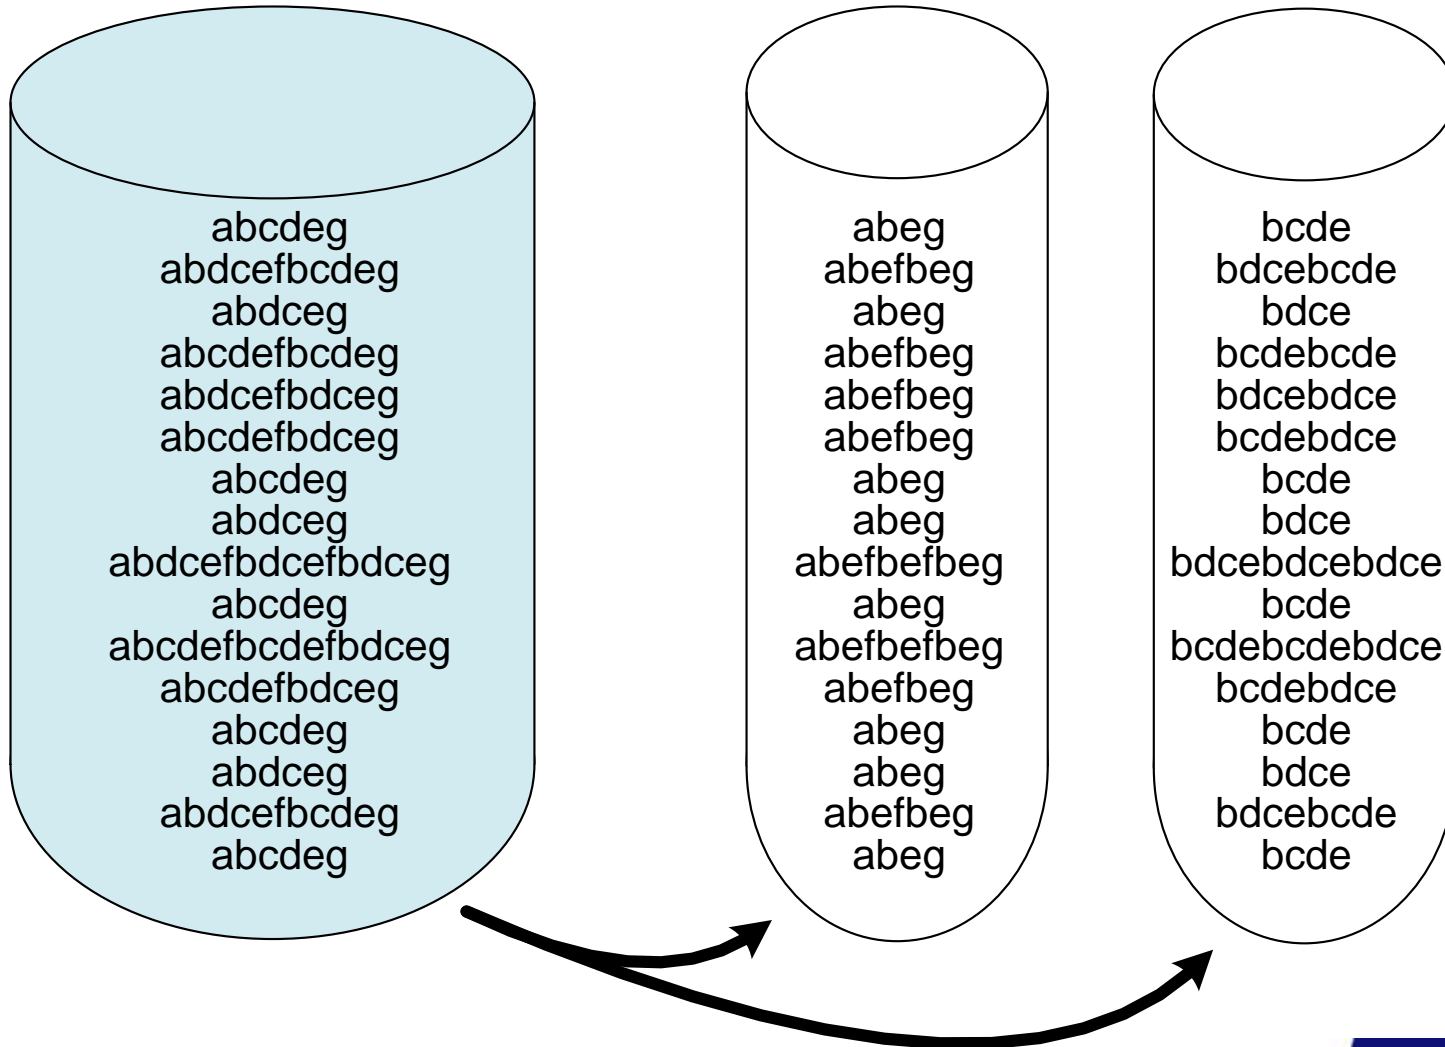 abcdeg
abdcefbcdeg
abdceg
abcdefbcdeg
abdcefbdceg
abcdefbdceg
abcdeg
abdceg
abdcefbdcefbdceg
abcdeg
abcdefbcdefbdceg
abcdefbdceg
abcdeg
abdceg
abdcefbcdeg
abcdeg
abeg
abefbeg
abeg
abefbeg
abefbeg
abefbeg
abeg
abeg
abefbefbeg
abeg
abefbefbeg
abefbeg
abeg
abeg
abefbeg
abeg
bcde
bdcebcde
bdce
bcdebcde
bdcebdce
bcdebdce
bcde
bdce
bdcebdcebdce
bcde
bcdebcdebdce
bcdebdce
bcde
bdce
bdcebcde
bcde